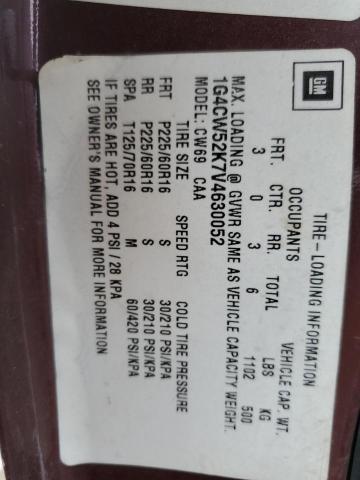 GM
TIRE-LOADING INFORMATION
OCCUPANTS VEHICLE CAP. WT.
FRT. CTR. RR. TOTAL LBS KG
3 0 3 6 1102 500
MAX. LOADING @ GVWR SAME AS VEHICLE CAPACITY WEIGHT.
1G4CW52K7V4630052
MODEL: CW69 CAA
TIRE SIZE SPEED RTG COLD TIRE PRESSURE
FRT P225/60R16 S 30/210 PSI/KPA
RR P225/60R16 S 30/210 PSI/KPA
SPA T125/70R16 M 60/420 PSI/KPA
IF TIRES ARE HOT, ADD 4 PSI / 28 KPA
SEE OWNER'S MANUAL FOR MORE INFORMATION